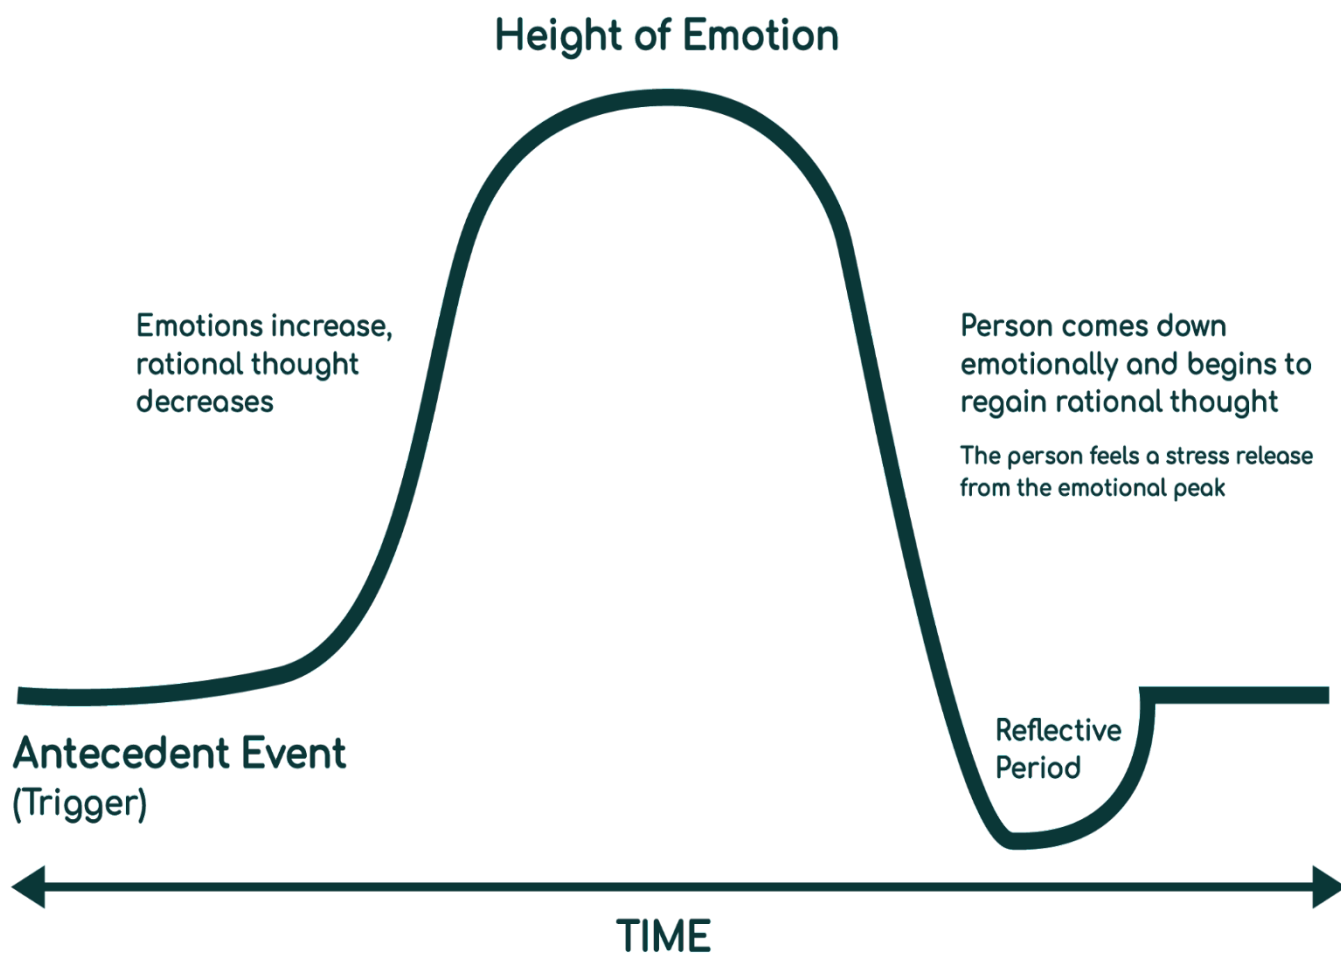 Height of Emotion
Emotions increase,
rational thought
decreases
Person comes down
emotionally and begins to
regain rational thought
The person feels a stress release
from the emotional peak
Antecedent Event
(Trigger)
Reflective
Period
TIME